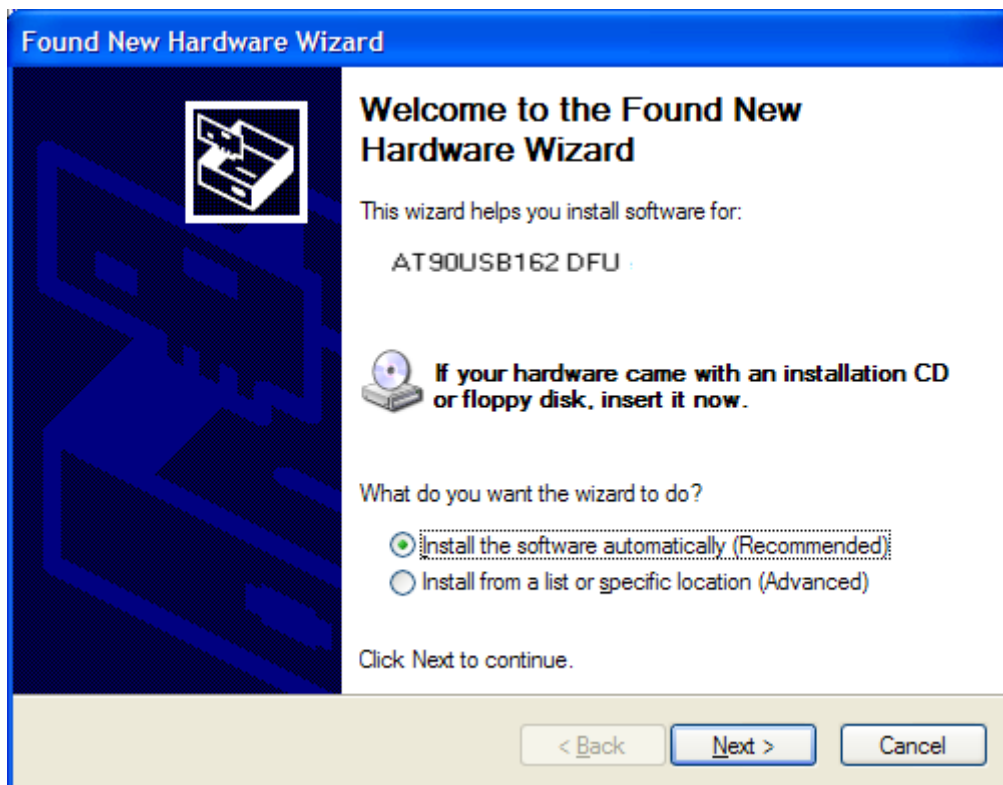 Found New Hardware Wizard
Welcome to the Found New
Hardware Wizard
This wizard helps you install software for:
AT90USB162 DFU
If your hardware came with an installation CD
or floppy disk, insert it now.
What do you want the wizard to do?
Install the software automatically (Recommended)
Install from a list or specific location (Advanced)
Click Next to continue.
< Back
Next >
Cancel